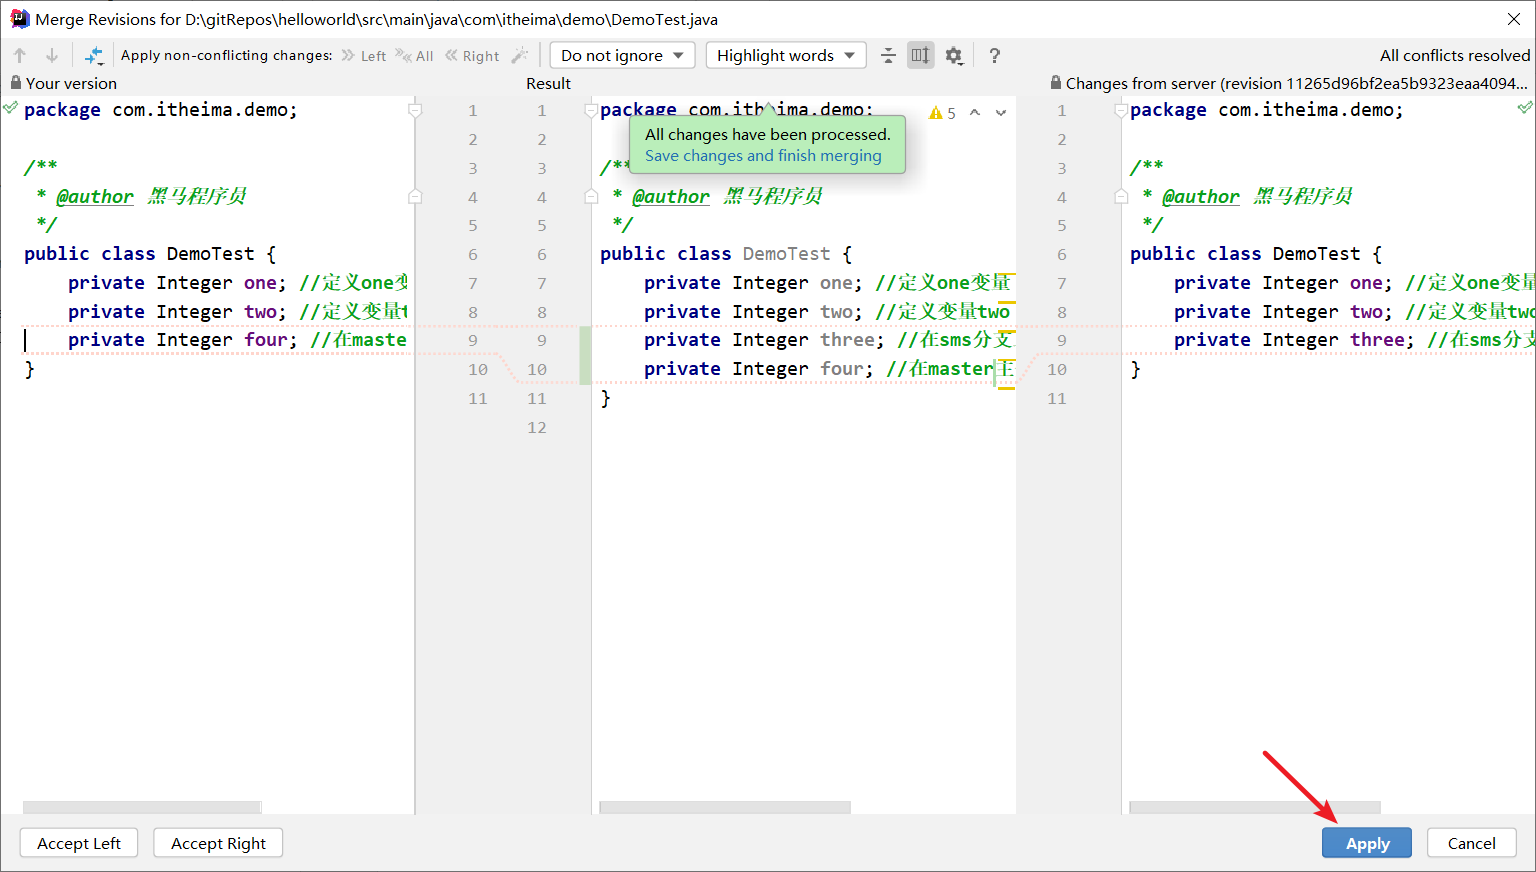 Merge Revisions for D:\gitRepos\helloworld\src\main\java\com\itheima\demo\DemoTest.java
Apply non-conflicting changes: Left All Right Do not ignore Highlight words ? All conflicts resolved
Your version Result Changes from server (revision 11265d96bf2ea5b9323eaa4094...
package com.itheima.demo;
/**
* @author 黑马程序员
*/
public class DemoTest {
private Integer one; //定义one变
private Integer two; //定义变量t
private Integer four; //在maste
}
1
2
3
4
5
6
7
8
9
10
11
1
2
3
4
5
6
7
8
9
10
11
12
package com.itheima.demo;
5
All changes have been processed.
Save changes and finish merging
/**
* @author 黑马程序员
*/
public class DemoTest {
private Integer one; //定义one变量
private Integer two; //定义变量two
private Integer three; //在sms分支
private Integer four; //在master主
}
1
2
3
4
5
6
7
8
9
10
11
package com.itheima.demo;
/**
* @author 黑马程序员
*/
public class DemoTest {
private Integer one; //定义one变量
private Integer two; //定义变量two
private Integer three; //在sms分支
}
Accept Left Accept Right Apply Cancel